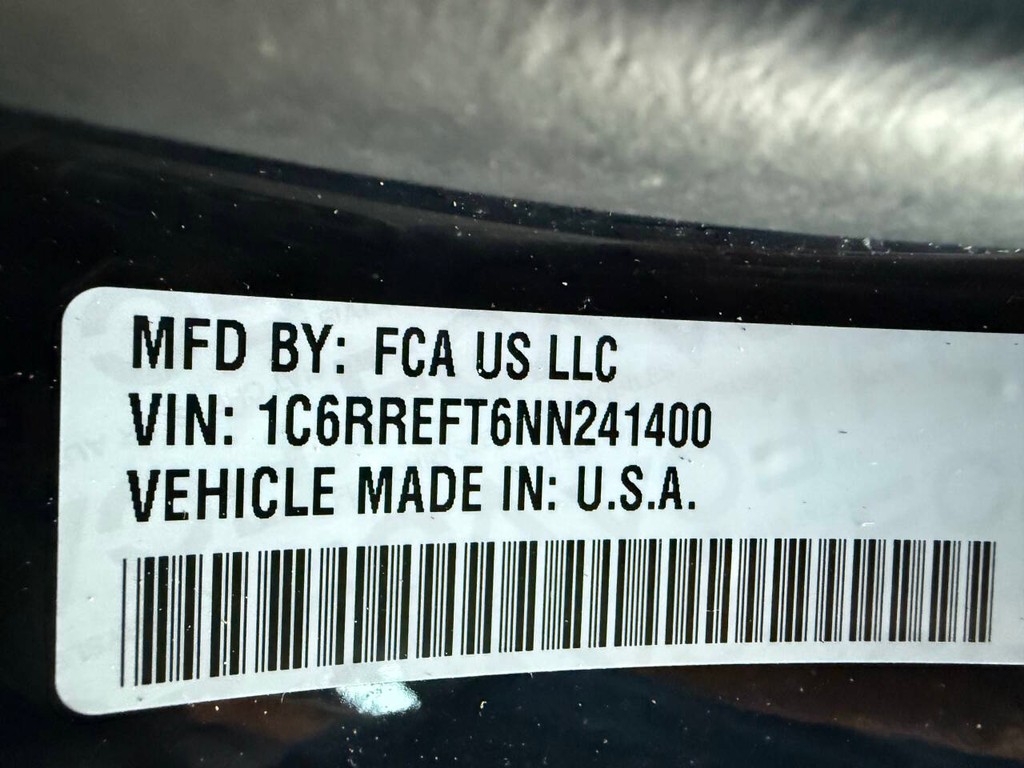 MFD BY: FCA US LLC
VIN: 1C6RREFT6NN241400
VEHICLE MADE IN: U.S.A.